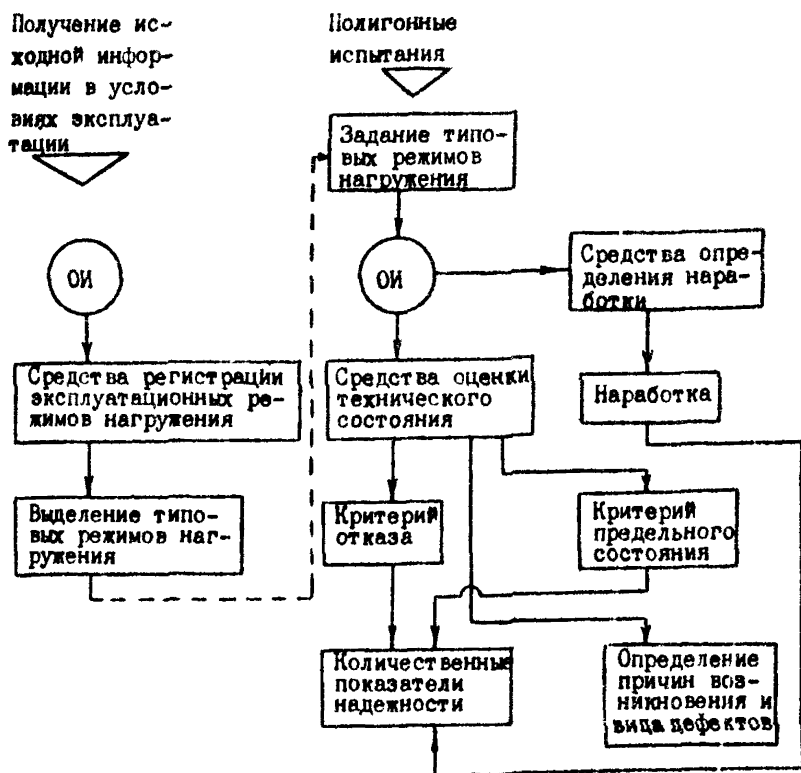 Получение ис-
ходной инфор-
мации в усло-
виях эксплуа-
тации
Полигонные
испытания
Задание типо-
вых режимов
нагружения
ОИ
ОИ
Средства опре-
деления нара-
ботки
Средства регистрации
эксплуатационных ре-
жимов нагружения
Средства оценки
технического
состояния
Наработка
Выделение типо-
вых режимов наг-
ружения
Критерий
отказа
Критерий
предельного
состояния
Количественные
показатели
надежности
Определение
причин воз-
никновения и
вида дефектов